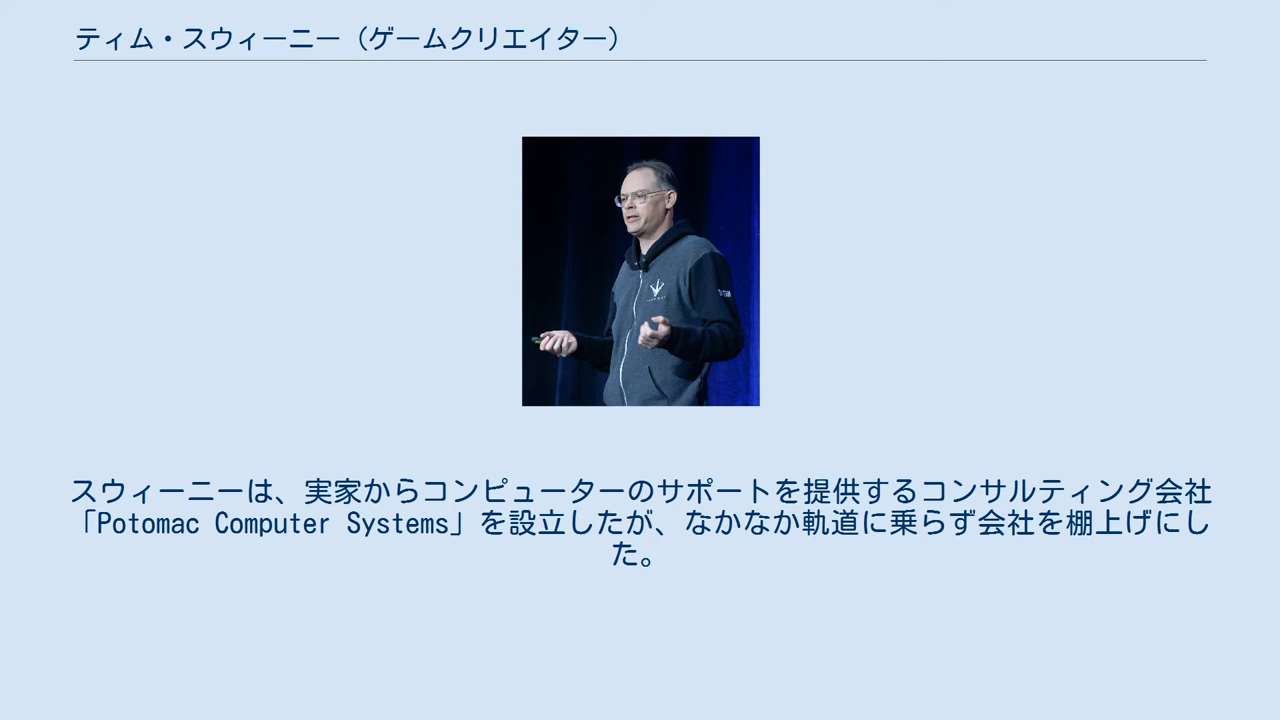 ティム・スウィーニー（ゲームクリエイター）
スウィーニーは、実家からコンピューターのサポートを提供するコンサルティング会社
「Potomac Computer Systems」を設立したが、なかなか軌道に乗らず会社を棚上げにし
た。